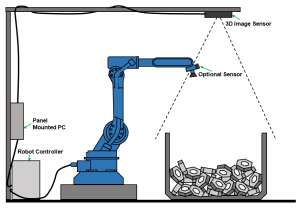 3D Image Sensor
Optional Sensor
Panel
Mounted PC
Robot Controller